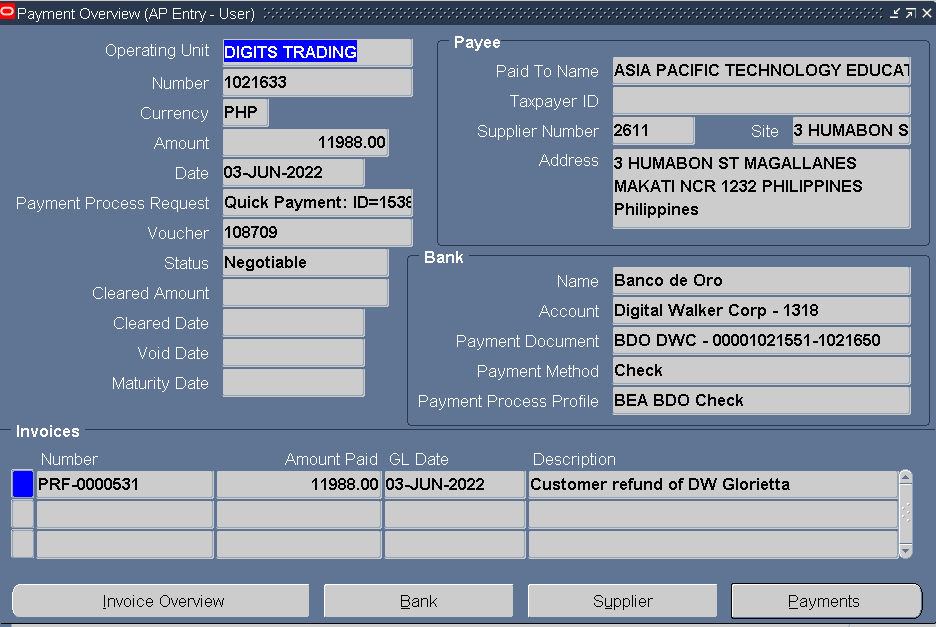 Payment Overview (AP Entry - User)
Operating Unit DIGITS TRADING
Number 1021633
Currency PHP
Amount 11988.00
Date 03-JUN-2022
Payment Process Request Quick Payment: ID=1538
Voucher 108709
Status Negotiable
Cleared Amount
Cleared Date
Void Date
Maturity Date
Payee
Paid To Name ASIA PACIFIC TECHNOLOGY EDUCAT
Taxpayer ID
Supplier Number 2611 Site 3 HUMABON S
Address 3 HUMABON ST MAGALLANES
MAKATI NCR 1232 PHILIPPINES
Philippines
Bank
Name Banco de Oro
Account Digital Walker Corp - 1318
Payment Document BDO DWC - 00001021551-1021650
Payment Method Check
Payment Process Profile BEA BDO Check
Invoices
Number Amount Paid GL Date Description
PRF-0000531 11988.00 03-JUN-2022 Customer refund of DW Glorietta
Invoice Overview Bank Supplier Payments